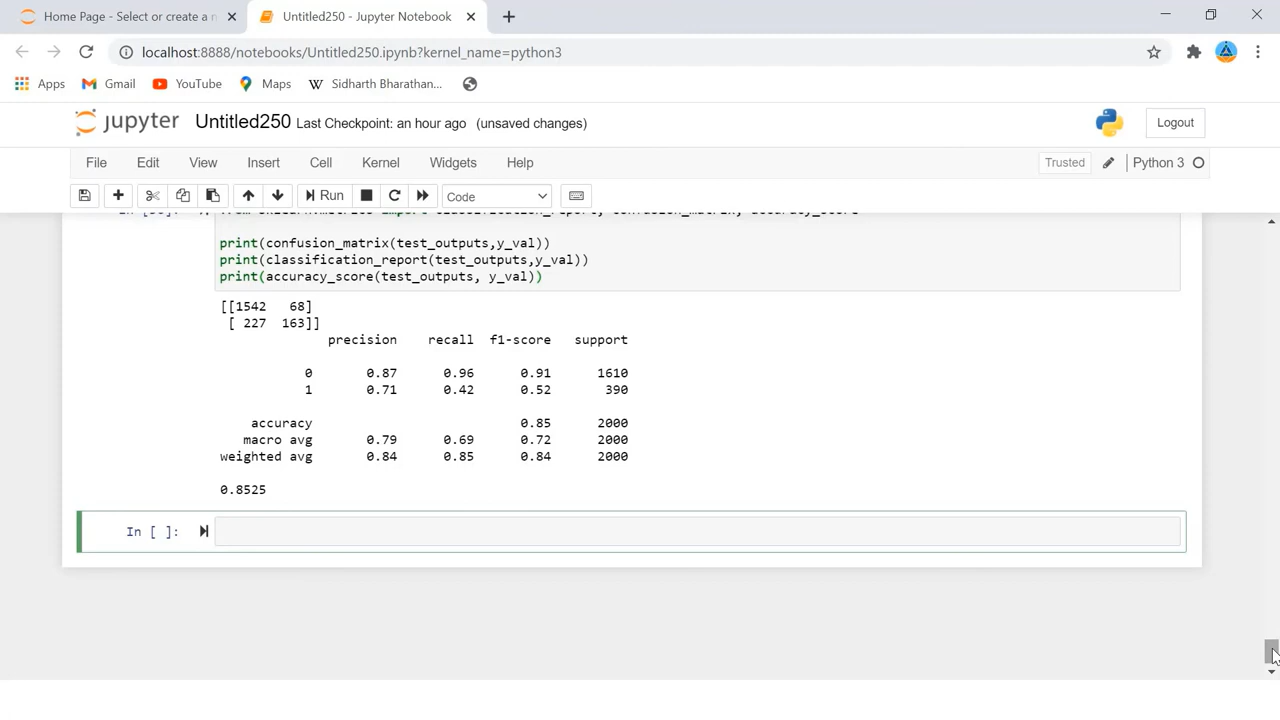 Home Page - Select or create a n
Untitled250 - Jupyter Notebook
localhost:8888/notebooks/Untitled250.ipynb?kernel_name=python3
Apps Gmail YouTube Maps W Sidharth Bharathan...
jupyter Untitled250 Last Checkpoint: an hour ago (unsaved changes) Logout
File Edit View Insert Cell Kernel Widgets Help Trusted Python 3
Run Code
import classification_report, confusion_matrix, accuracy_score
print(confusion_matrix(test_outputs,y_val))
print(classification_report(test_outputs,y_val))
print(accuracy_score(test_outputs, y_val))
[[1542 68]
[ 227 163]]
precision recall f1-score support
0 0.87 0.96 0.91 1610
1 0.71 0.42 0.52 390
accuracy 0.85 2000
macro avg 0.79 0.69 0.72 2000
weighted avg 0.84 0.85 0.84 2000
0.8525
In [ ]: